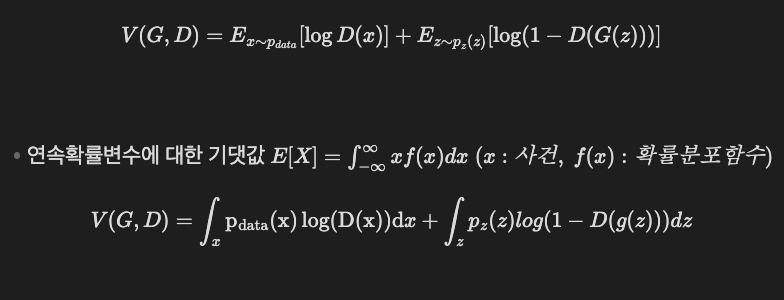 V(G, D) = E_{x∼p_{data}}[log D(x)] + E_{z∼p_z(z)}[log(1 − D(G(z)))]
• 연속확률변수에 대한 기댓값 E[X] = ∫_{−∞}^{∞} xf(x)dx (x : 사건, f(x) : 확률분포함수)
V(G, D) = ∫_x p_{data}(x) log(D(x))dx + ∫_z p_z(z)log(1 − D(g(z)))dz